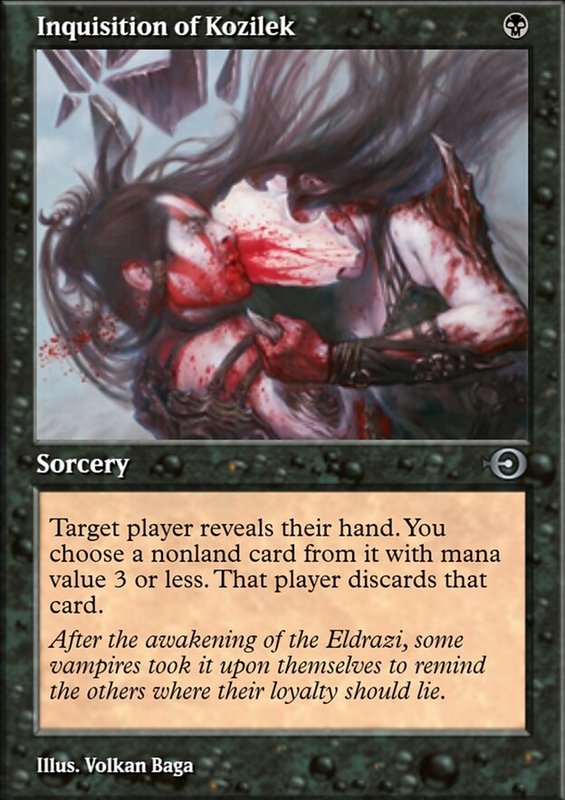 Inquisition of Kozilek
Sorcery
Target player reveals their hand. You
choose a nonland card from it with mana
value 3 or less. That player discards that
card.
After the awakening of the Eldrazi, some
vampires took it upon themselves to remind
the others where their loyalty should lie.
Illus. Volkan Baga